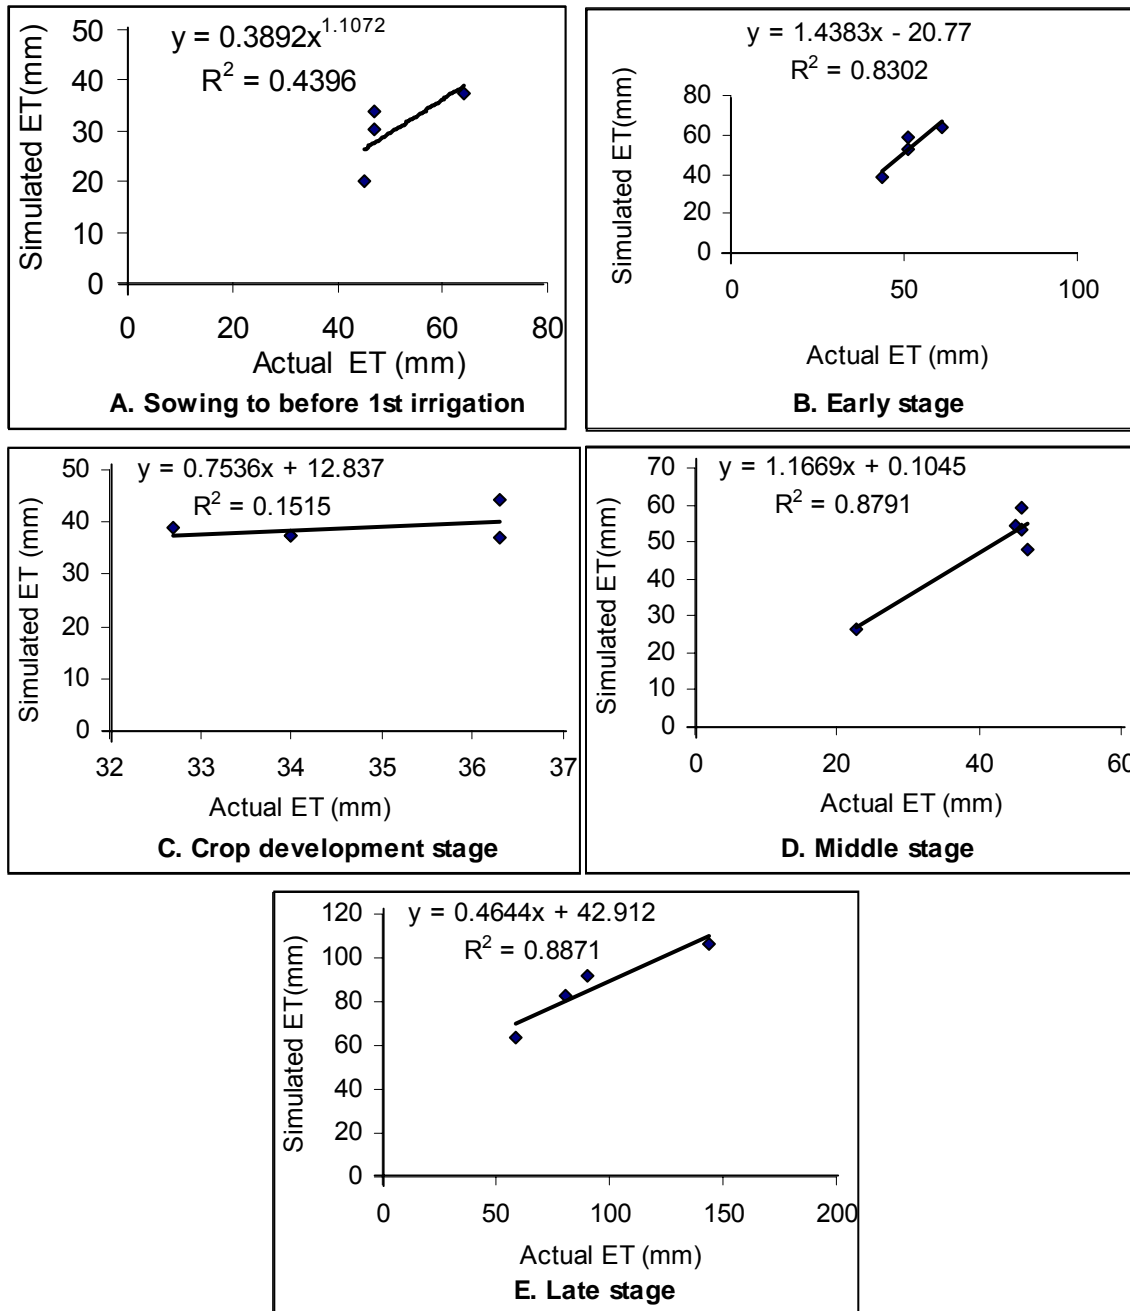 y = 0.3892x^1.1072
R² = 0.4396
Simulated ET(mm)
50
40
30
20
10
0
0 20 40 60 80
Actual ET (mm)
A. Sowing to before 1st irrigation
y = 1.4383x - 20.77
R² = 0.8302
Simulated ET(mm)
80
60
40
20
0
0 50 100
Actual ET (mm)
B. Early stage
y = 0.7536x + 12.837
R² = 0.1515
Simulated ET (mm)
50
40
30
20
10
0
32 33 34 35 36 37
Actual ET (mm)
C. Crop development stage
y = 1.1669x + 0.1045
R² = 0.8791
Simulated ET(mm)
70
60
50
40
30
20
10
0
0 20 40 60
Actual ET (mm)
D. Middle stage
y = 0.4644x + 42.912
R² = 0.8871
Simulated ET(mm)
120
100
80
60
40
20
0
0 50 100 150 200
Actual ET (mm)
E. Late stage